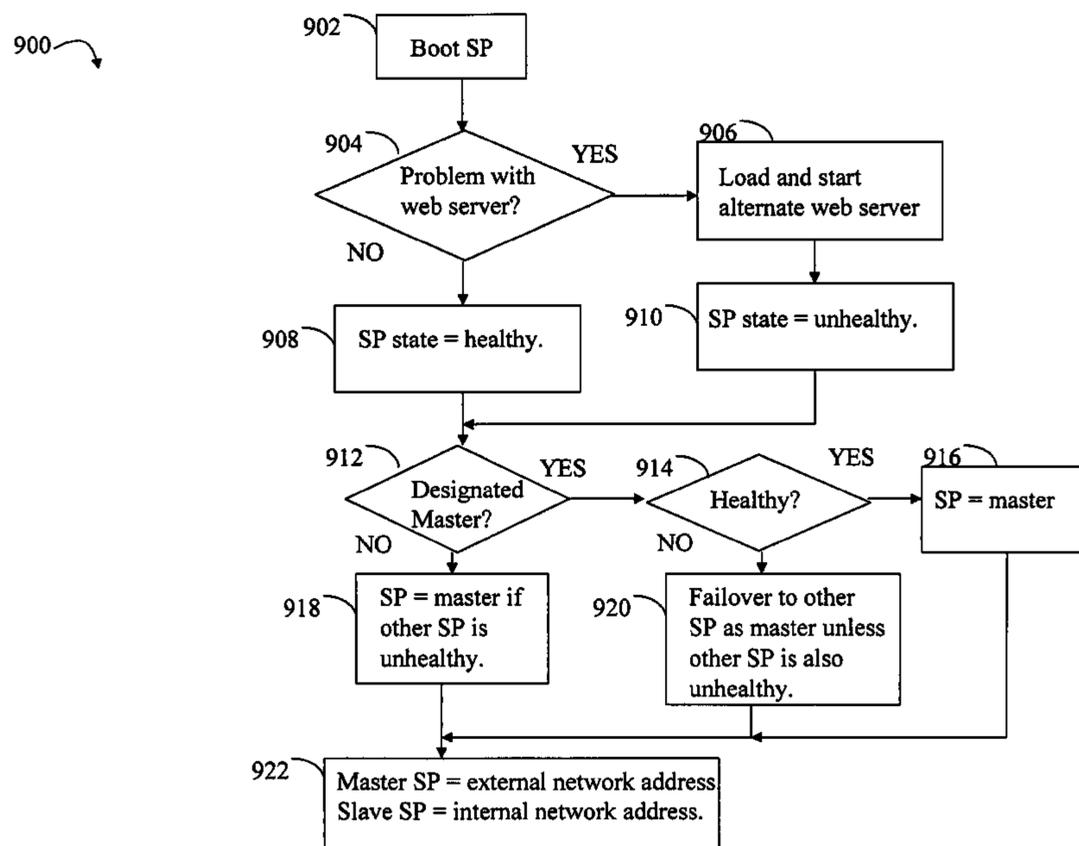 900
902
Boot SP
904
Problem with
web server?
YES
NO
906
Load and start
alternate web server
908
SP state = healthy.
910
SP state = unhealthy.
912
Designated
Master?
YES
NO
914
Healthy?
YES
NO
916
SP = master
918
SP = master if
other SP is
unhealthy.
920
Failover to other
SP as master unless
other SP is also
unhealthy.
922
Master SP = external network address
Slave SP = internal network address.